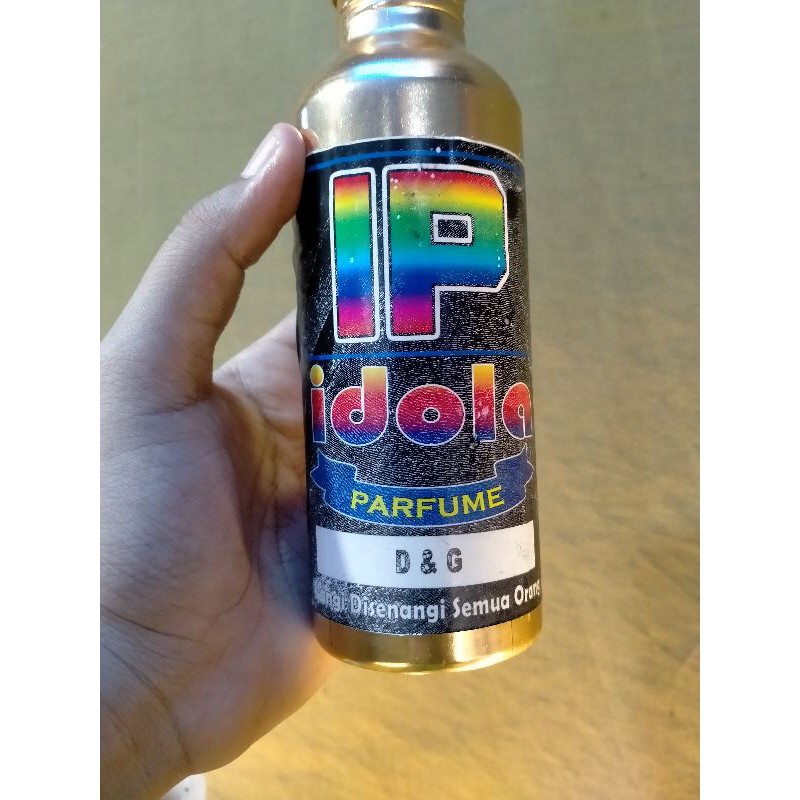 IP
idola
PARFUME
D & G
Disenangi Semua Orang